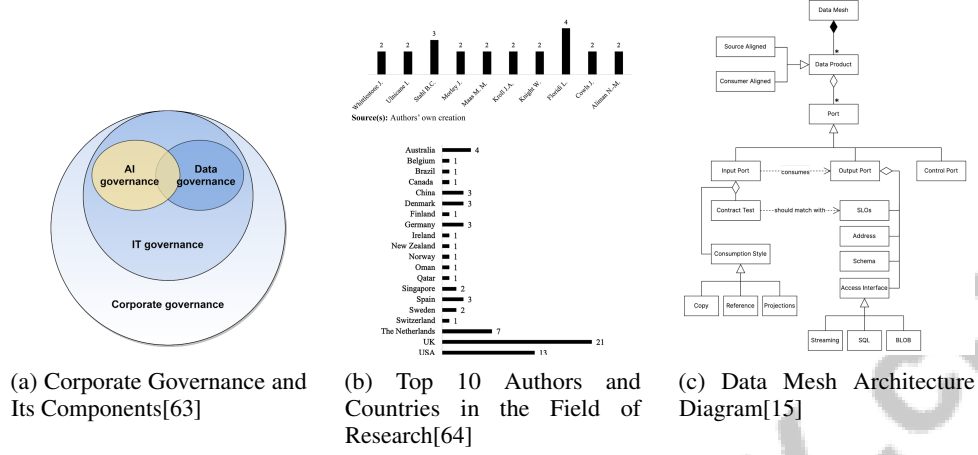 AI
governance
Data
governance
IT governance
Corporate governance
(a) Corporate Governance and
Its Components[63]
2 2 3 2 2 2 2 4 2 2
Whittlestone J. Ulnicane I. Stahl B.C. Morley J. Maas M. M. Kroll J.A. Knight W. Floridi L. Cowls J. Aliman N.-M.
Source(s): Authors' own creation
Australia 4
Belgium 1
Brazil 1
Canada 1
China 3
Denmark 3
Finland 1
Germany 3
Ireland 1
New Zealand 1
Norway 1
Oman 1
Qatar 1
Singapore 2
Spain 3
Sweden 2
Switzerland 1
The Netherlands 7
UK 21
USA 13
(b) Top 10 Authors and
Countries in the Field of
Research[64]
Data Mesh
*
Source Aligned
Data Product
Consumer Aligned
*
Port
Input Port consumes Output Port Control Port
Contract Test should match with SLOs
Address
Consumption Style
Schema
Access Interface
Copy Reference Projections
Streaming SQL BLOB
(c) Data Mesh Architecture
Diagram[15]